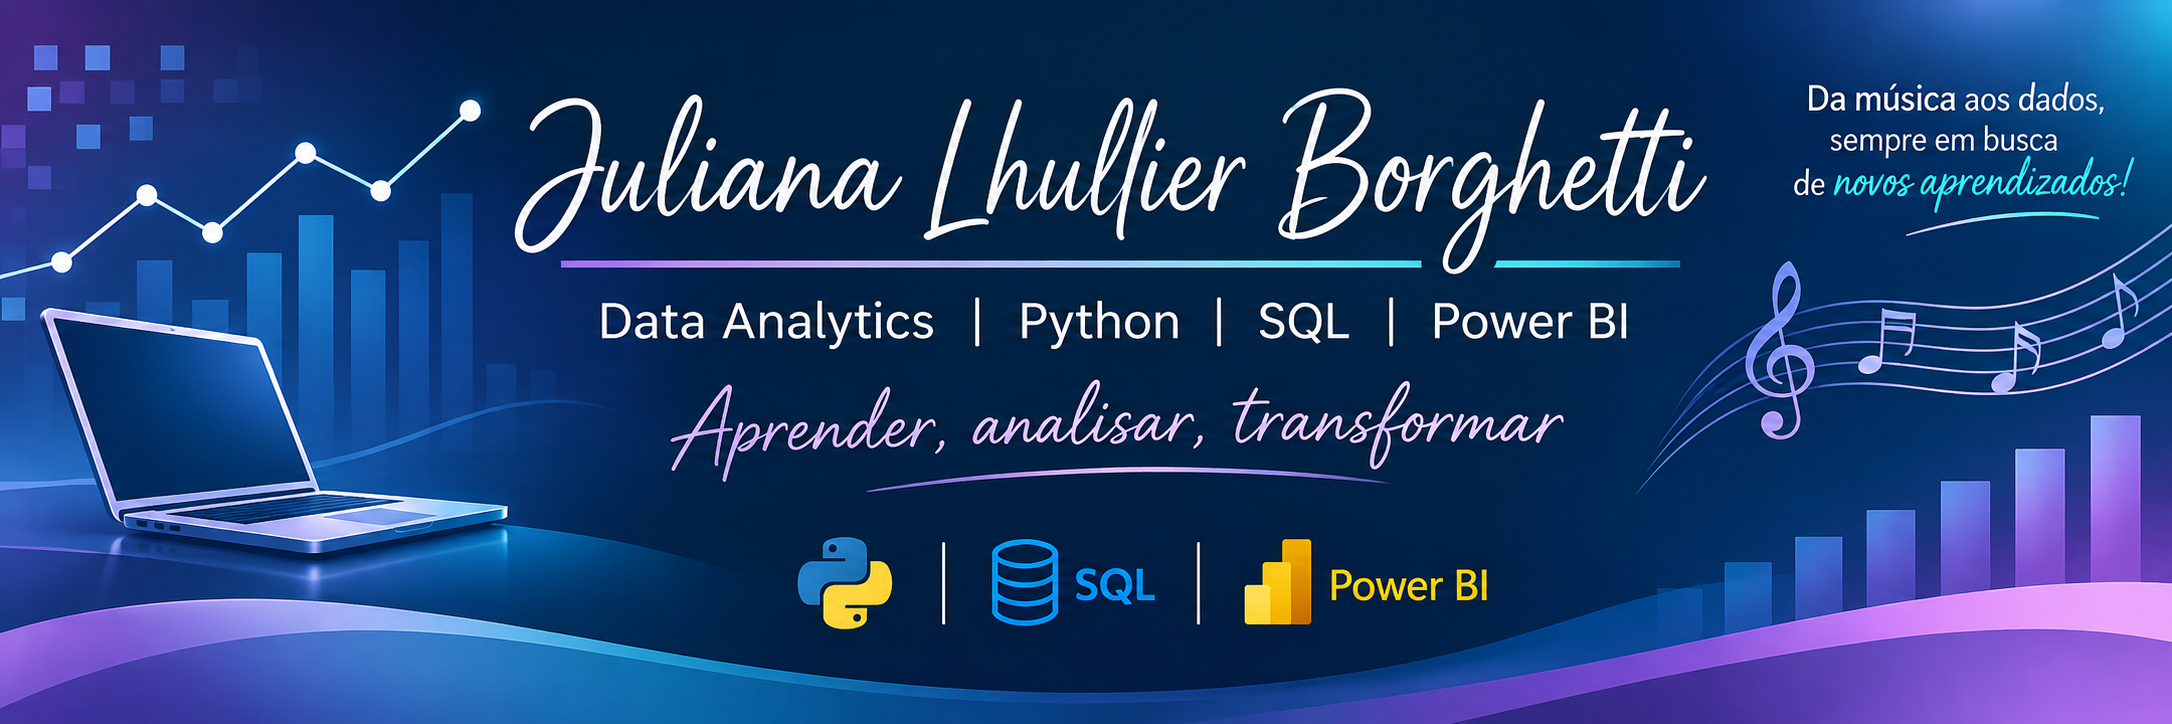 Juliana Lhullier Borghetti
Data Analytics | Python | SQL | Power BI
Aprender, analisar, transformar
SQL | Power BI
Da música aos dados,
sempre em busca
de novos aprendizados!